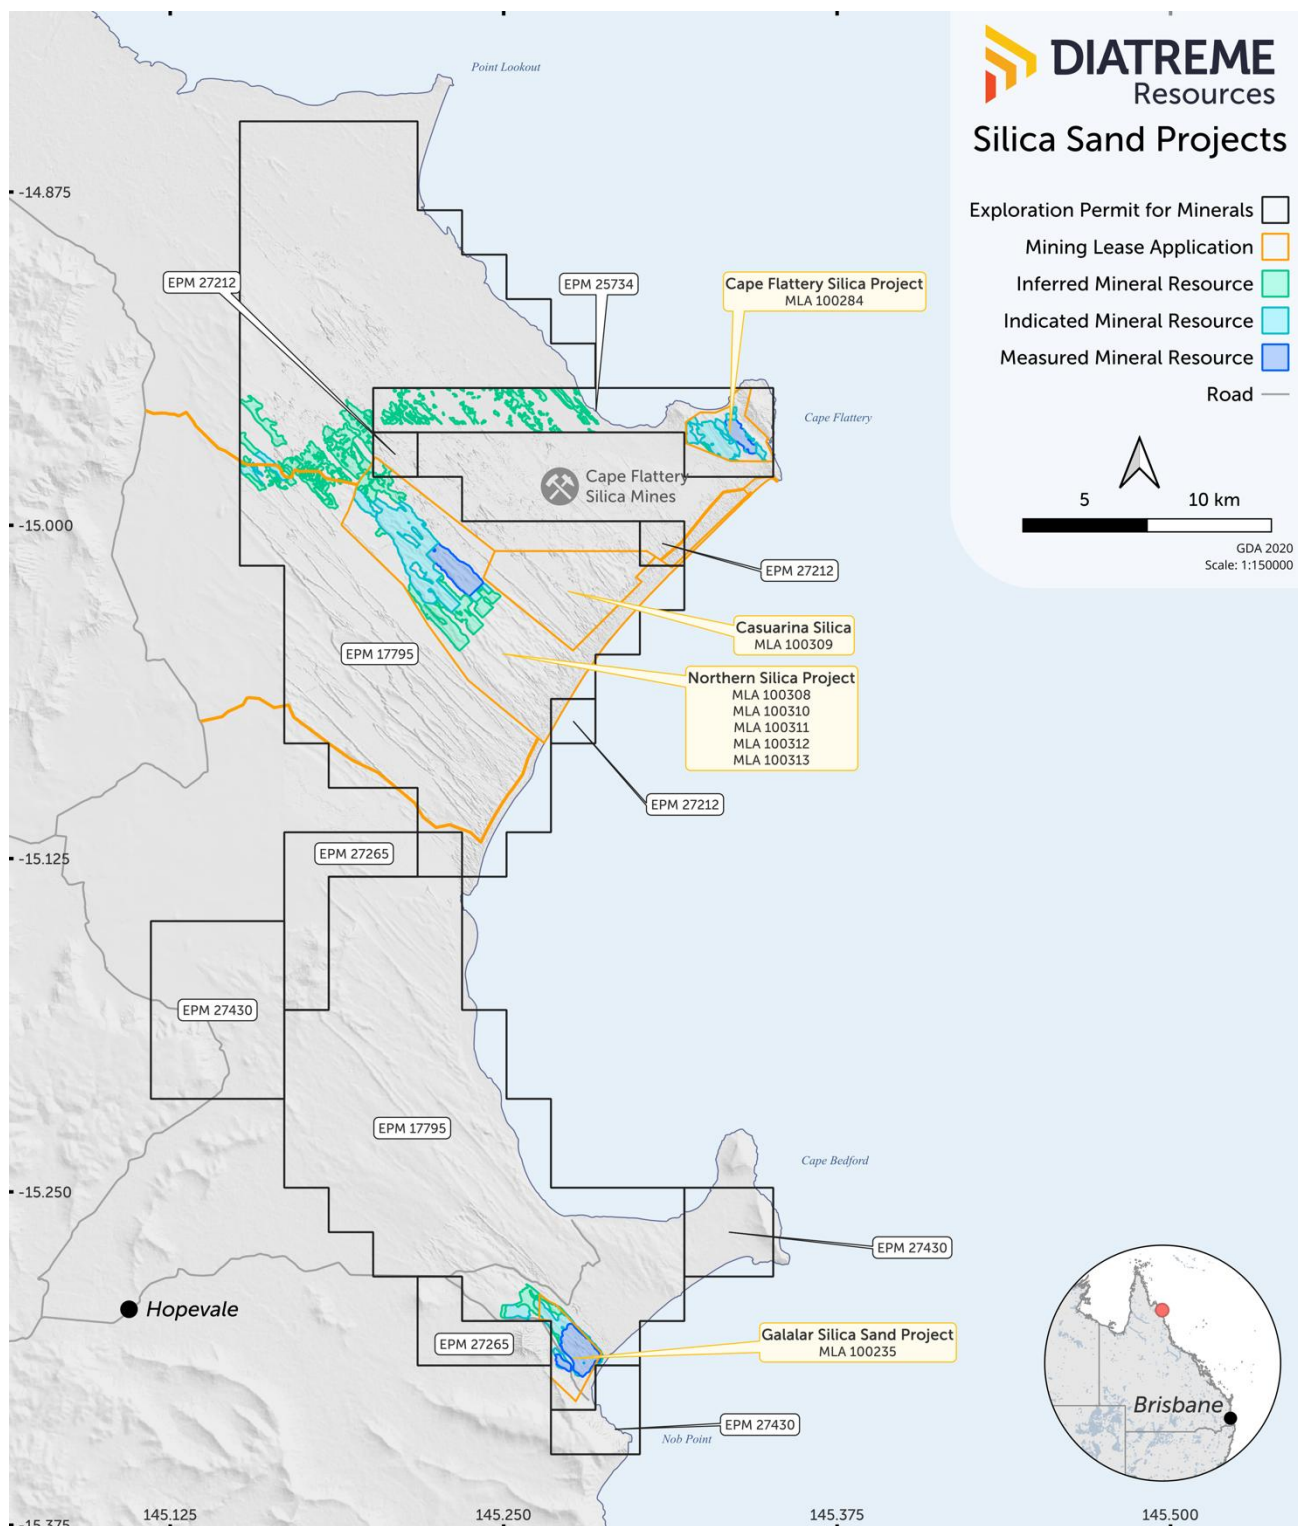 Point Lookout
DIATREME
Resources
Silica Sand Projects
-14.875
Exploration Permit for Minerals
Mining Lease Application
Inferred Mineral Resource
Indicated Mineral Resource
Measured Mineral Resource
Road
EPM 27212
EPM 25734
Cape Flattery Silica Project
MLA 100284
Cape Flattery
Cape Flattery
Silica Mines
5
10 km
GDA 2020
Scale: 1:150000
-15.000
EPM 27212
Casuarina Silica
MLA 100309
EPM 17795
Northern Silica Project
MLA 100308
MLA 100310
MLA 100311
MLA 100312
MLA 100313
EPM 27212
EPM 27265
-15.125
EPM 27430
EPM 17795
Cape Bedford
-15.250
EPM 27430
Hopevale
EPM 27265
Galalar Silica Sand Project
MLA 100235
EPM 27430
Nob Point
Brisbane
-15.375
145.125
145.250
145.375
145.500